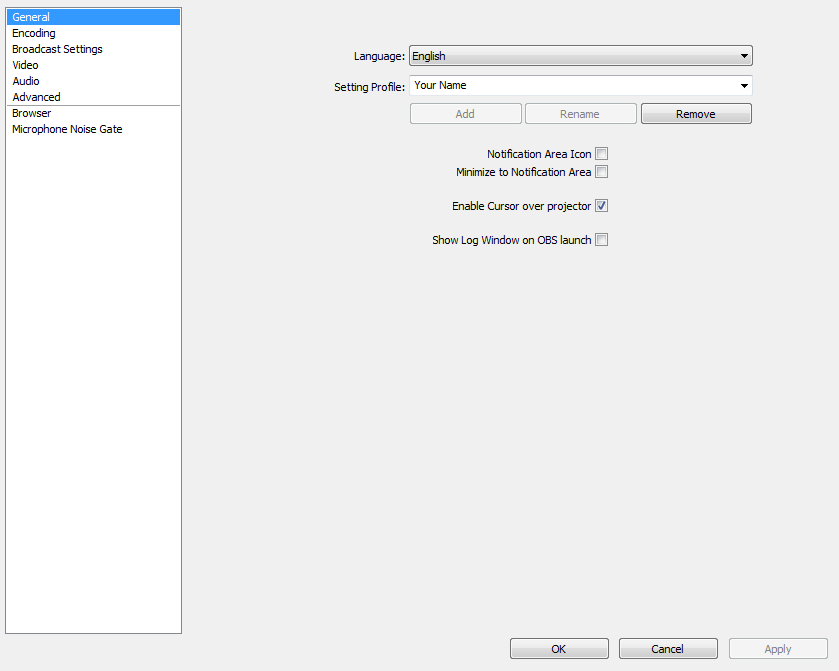 General
Encoding
Broadcast Settings
Video
Audio
Advanced
Browser
Microphone Noise Gate
Language: English
Setting Profile: Your Name
Add Rename Remove
Notification Area Icon
Minimize to Notification Area
Enable Cursor over projector
Show Log Window on OBS launch
OK Cancel Apply